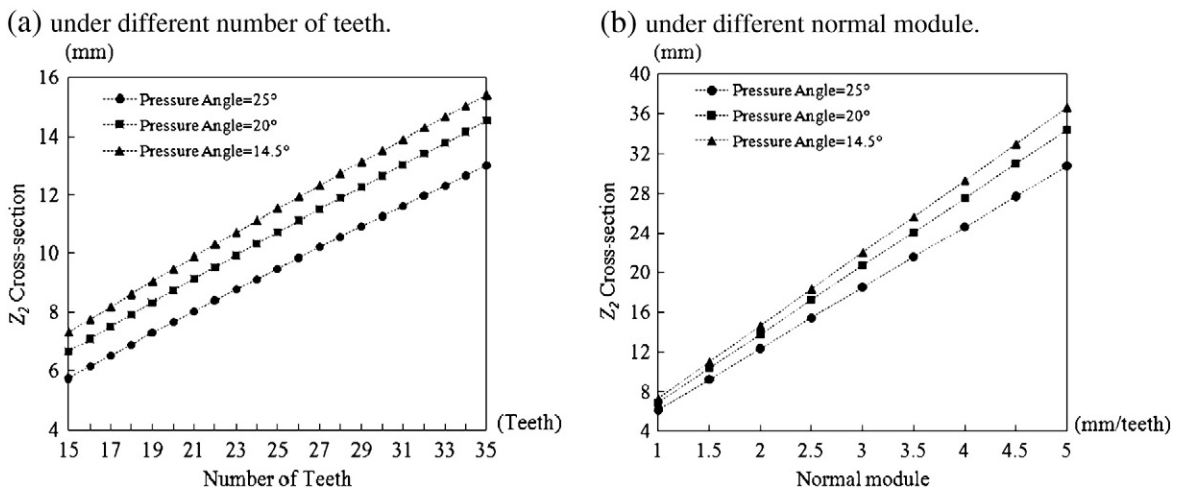 (a) under different number of teeth.
(mm)
16
14
12
10
8
6
4
Z₂ Cross-section
Pressure Angle=25°
Pressure Angle=20°
Pressure Angle=14.5°
15 17 19 21 23 25 27 29 31 33 35
(Teeth)
Number of Teeth
(b) under different normal module.
(mm)
40
36
32
28
24
20
16
12
8
4
Z₂ Cross-section
Pressure Angle=25°
Pressure Angle=20°
Pressure Angle=14.5°
1 1.5 2 2.5 3 3.5 4 4.5 5
(mm/teeth)
Normal module